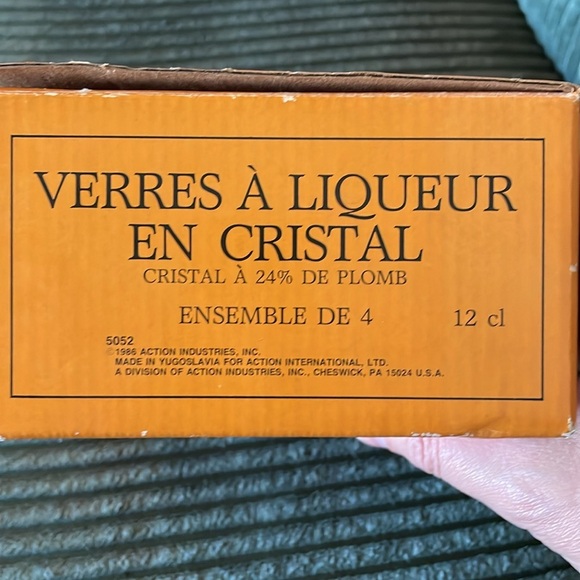 VERRES À LIQUEUR
EN CRISTAL
CRISTAL À 24% DE PLOMB
ENSEMBLE DE 4 12 cl
5052
©1986 ACTION INDUSTRIES, INC.
MADE IN YUGOSLAVIA FOR ACTION INTERNATIONAL, LTD.
A DIVISION OF ACTION INDUSTRIES, INC., CHESWICK, PA 15024 U.S.A.